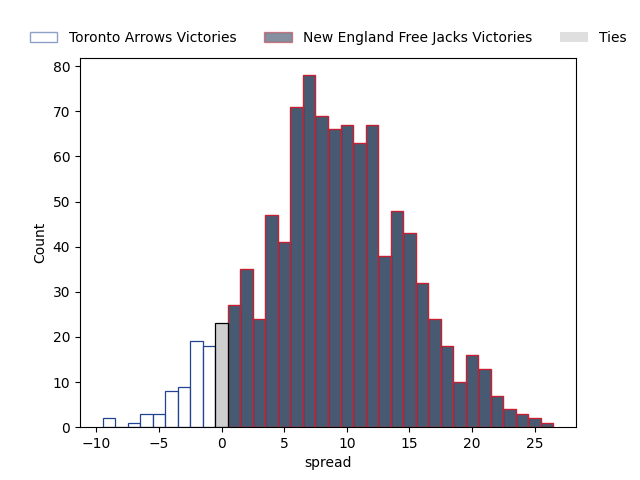 Toronto Arrows Victories New England Free Jacks Victories Ties
80
70
60
50
40
30
20
10
0
Count
−10 −5 0 5 10 15 20 25
spread